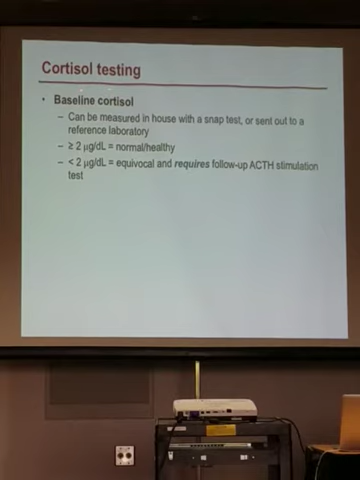 Cortisol testing
• Baseline cortisol
– Can be measured in house with a snap test, or sent out to a
reference laboratory
– ≥ 2 µg/dL = normal/healthy
– < 2 µg/dL = equivocal and requires follow-up ACTH stimulation
test